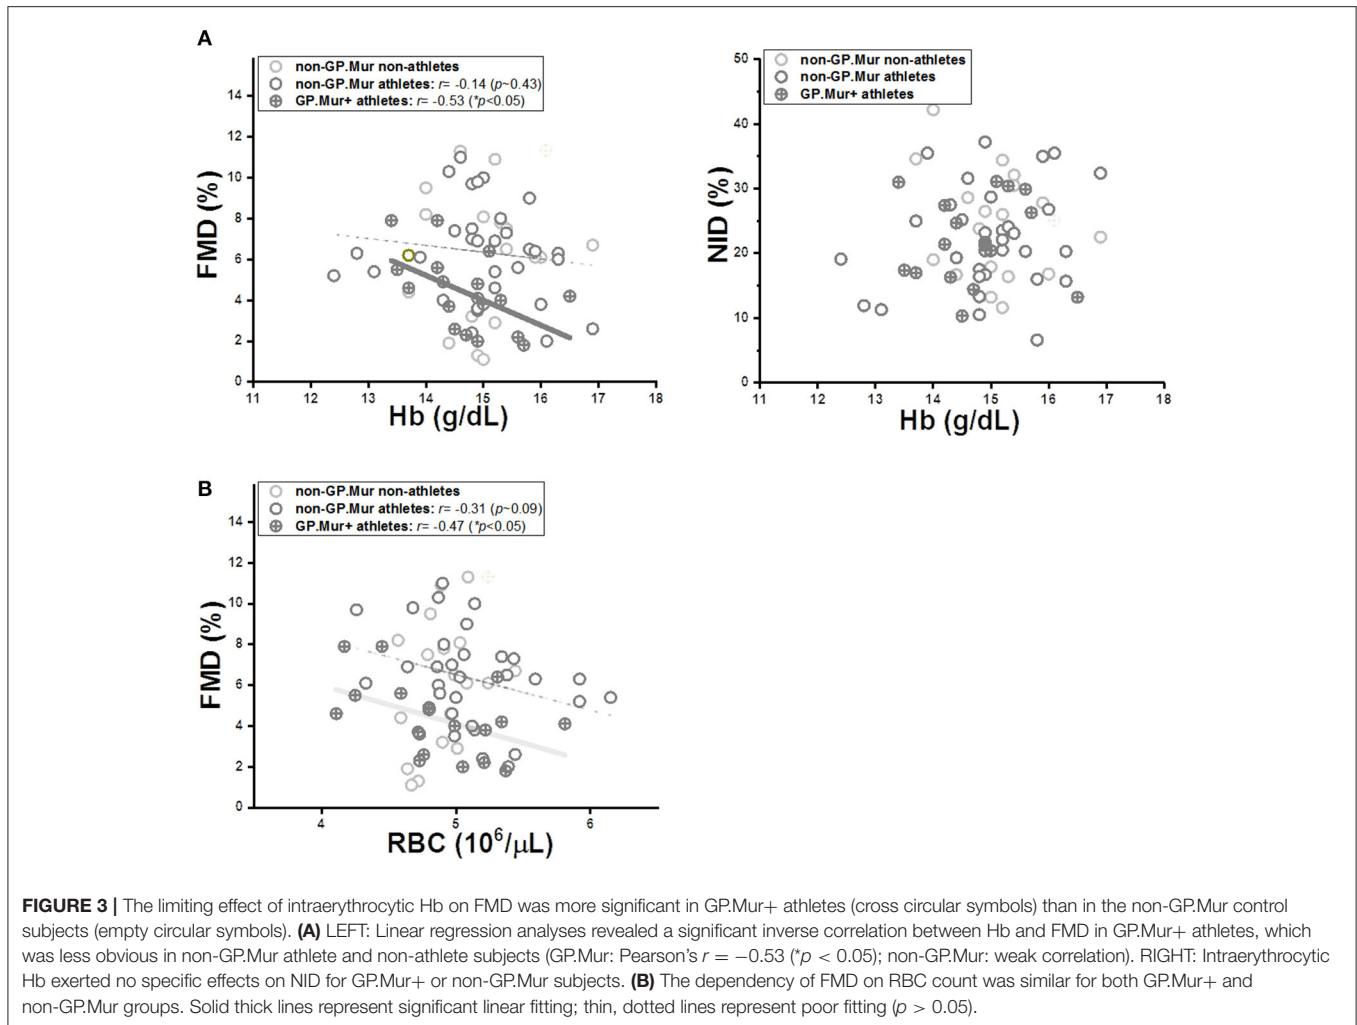 A
non-GP.Mur non-athletes
non-GP.Mur athletes: r= -0.14 (p~0.43)
GP.Mur+ athletes: r= -0.53 (*p<0.05)
FMD (%)
14
12
10
8
6
4
2
0
11 12 13 14 15 16 17 18
Hb (g/dL)
non-GP.Mur non-athletes
non-GP.Mur athletes
GP.Mur+ athletes
NID (%)
50
40
30
20
10
0
11 12 13 14 15 16 17 18
Hb (g/dL)
B
non-GP.Mur non-athletes
non-GP.Mur athletes: r= -0.31 (p~0.09)
GP.Mur+ athletes: r= -0.47 (*p<0.05)
FMD (%)
14
12
10
8
6
4
2
0
4 5 6
RBC (10⁶/μL)
FIGURE 3 | The limiting effect of intraerythrocytic Hb on FMD was more significant in GP.Mur+ athletes (cross circular symbols) than in the non-GP.Mur control
subjects (empty circular symbols). (A) LEFT: Linear regression analyses revealed a significant inverse correlation between Hb and FMD in GP.Mur+ athletes, which
was less obvious in non-GP.Mur athlete and non-athlete subjects (GP.Mur: Pearson's r = −0.53 (*p < 0.05); non-GP.Mur: weak correlation). RIGHT: Intraerythrocytic
Hb exerted no specific effects on NID for GP.Mur+ or non-GP.Mur subjects. (B) The dependency of FMD on RBC count was similar for both GP.Mur+ and
non-GP.Mur groups. Solid thick lines represent significant linear fitting; thin, dotted lines represent poor fitting (p > 0.05).